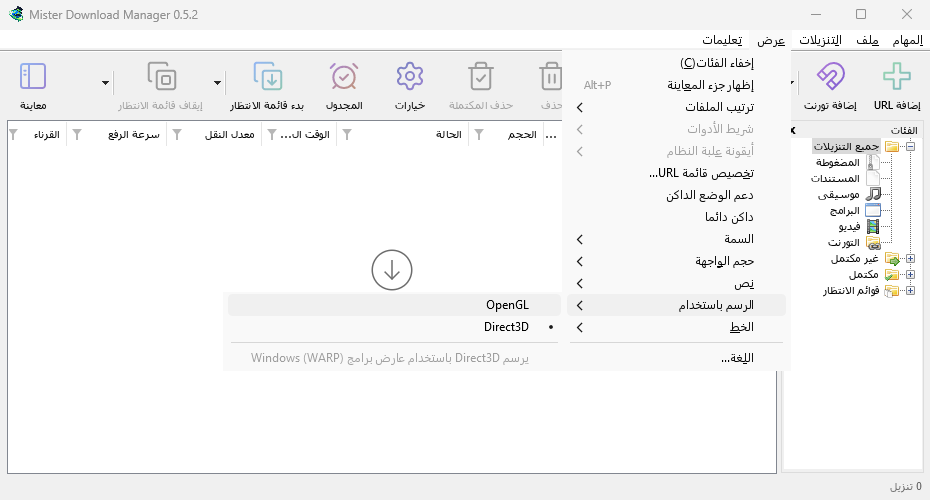 Mister Download Manager 0.5.2
المهام ملف التنزيلات عرض تعليمات
إضافة URL
إضافة تورنت
حذف
حذف المكتملة
خيارات
المجدول
بدء قائمة الانتظار
إيقاف قائمة الانتظار
معاينة
إخفاء الفئات(C)
إظهار جزء المعاينة Alt+P
ترتيب الملفات
شريط الأدوات
أيقونة علبة النظام
تخصيص قائمة URL...
دعم الوضع الداكن
داكن دائما
السمة
حجم الواجهة
نص
الرسم باستخدام
الخط
اللغة...
OpenGL
Direct3D
يرسم Direct3D باستخدام عارض برامج Windows (WARP)
... الحجم الحالة الوقت ال... معدل النقل سرعة الرفع القرناء
الفئات
جميع التنزيلات
المضغوطة
المستندات
موسيقى
البرامج
فيديو
التورنت
غير مكتمل
مكتمل
قوائم الانتظار
0 تنزيل